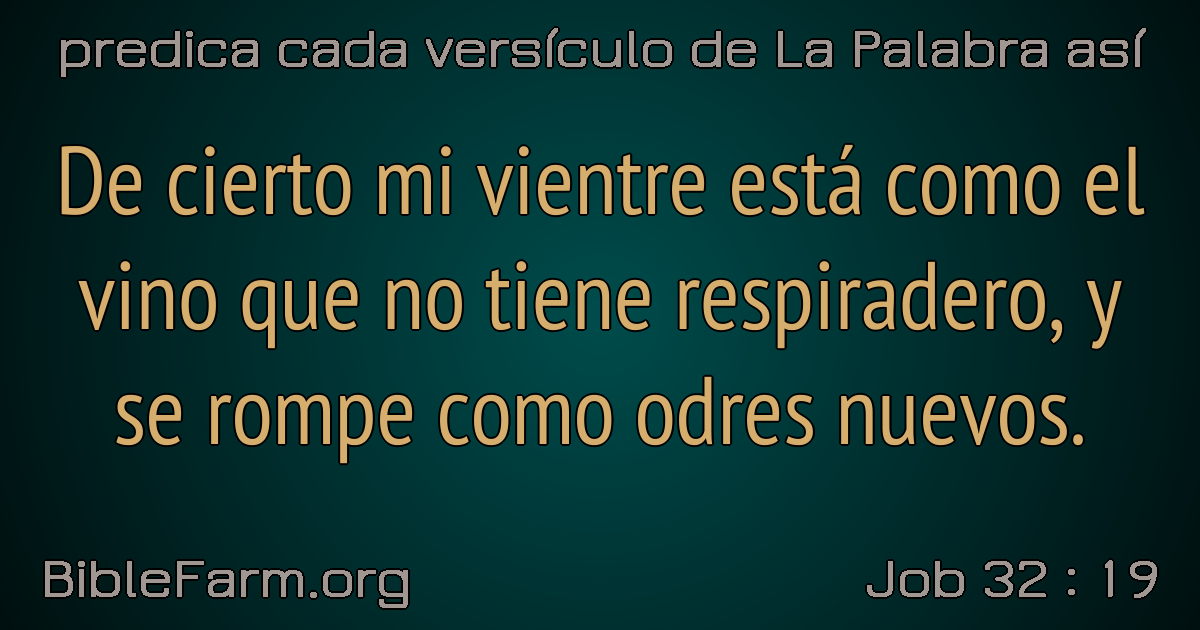 predica cada versículo de La Palabra así
De cierto mi vientre está como el
vino que no tiene respiradero, y
se rompe como odres nuevos.
BibleFarm.org
Job 32 : 19